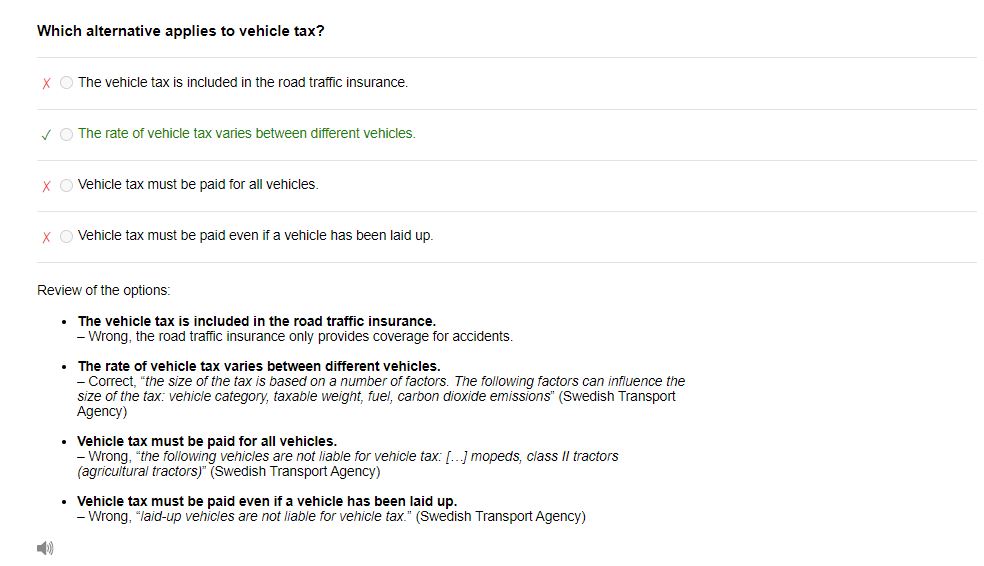 Which alternative applies to vehicle tax?
X The vehicle tax is included in the road traffic insurance.
✓ The rate of vehicle tax varies between different vehicles.
X Vehicle tax must be paid for all vehicles.
X Vehicle tax must be paid even if a vehicle has been laid up.
Review of the options:
• The vehicle tax is included in the road traffic insurance.
– Wrong, the road traffic insurance only provides coverage for accidents.
• The rate of vehicle tax varies between different vehicles.
– Correct, “the size of the tax is based on a number of factors. The following factors can influence the
size of the tax: vehicle category, taxable weight, fuel, carbon dioxide emissions” (Swedish Transport
Agency)
• Vehicle tax must be paid for all vehicles.
– Wrong, “the following vehicles are not liable for vehicle tax: […] mopeds, class II tractors
(agricultural tractors)” (Swedish Transport Agency)
• Vehicle tax must be paid even if a vehicle has been laid up.
– Wrong, “laid-up vehicles are not liable for vehicle tax.” (Swedish Transport Agency)